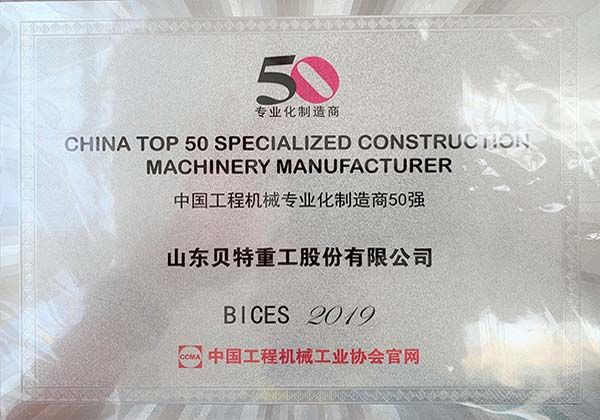 50
专业化制造商
CHINA TOP 50 SPECIALIZED CONSTRUCTION
MACHINERY MANUFACTURER
中国工程机械专业化制造商50强
山东贝特重工股份有限公司
BICES 2019
CCMA 中国工程机械工业协会官网